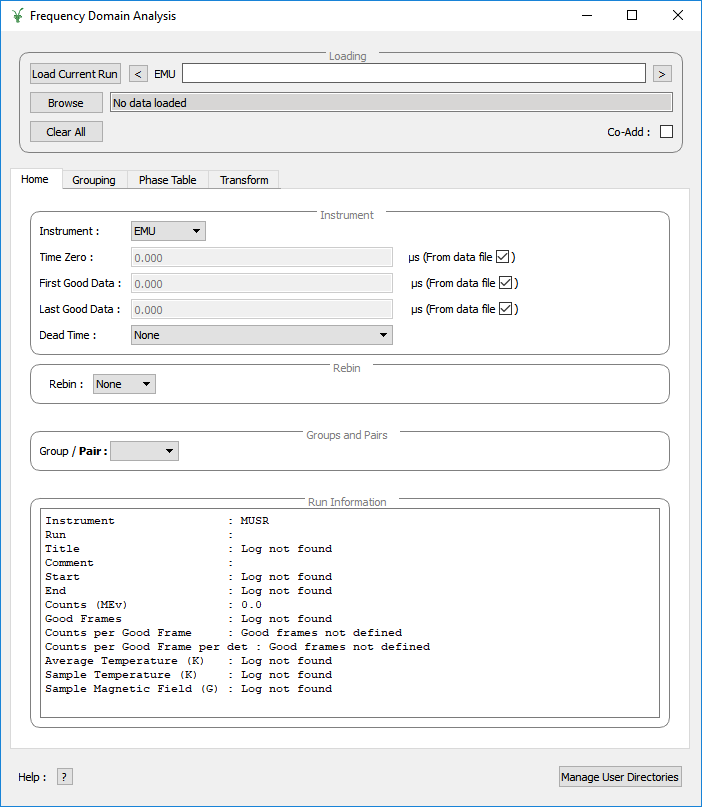 Frequency Domain Analysis
Loading
Load Current Run < EMU >
Browse No data loaded
Clear All Co-Add :
Home Grouping Phase Table Transform
Instrument
Instrument : EMU
Time Zero : 0.000 µs (From data file )
First Good Data : 0.000 µs (From data file )
Last Good Data : 0.000 µs (From data file )
Dead Time : None
Rebin
Rebin : None
Groups and Pairs
Group / Pair :
Run Information
Instrument : MUSR
Run :
Title : Log not found
Comment :
Start : Log not found
End : Log not found
Counts (MEv) : 0.0
Good Frames : Log not found
Counts per Good Frame : Good frames not defined
Counts per Good Frame per det : Good frames not defined
Average Temperature (K) : Log not found
Sample Temperature (K) : Log not found
Sample Magnetic Field (G) : Log not found
Help : ? Manage User Directories